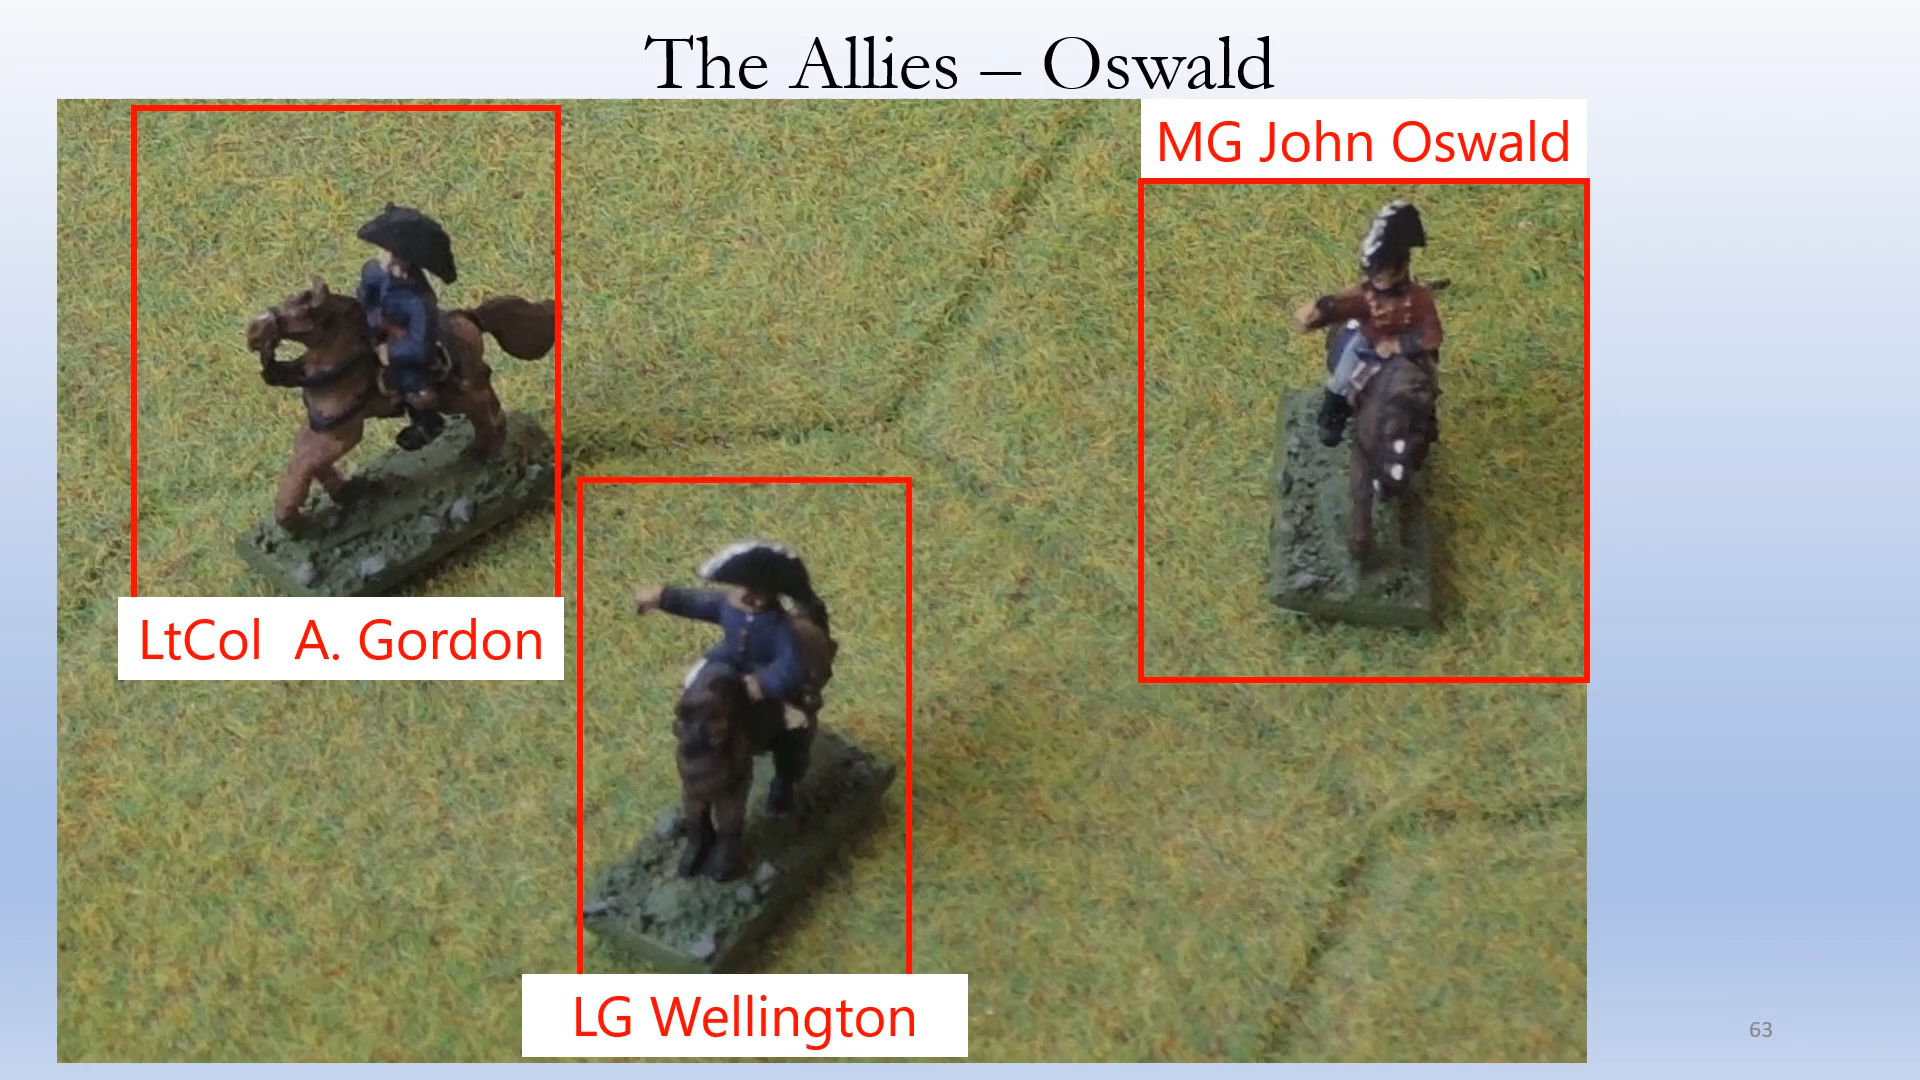 The Allies – Oswald
MG John Oswald
LtCol A. Gordon
LG Wellington
63